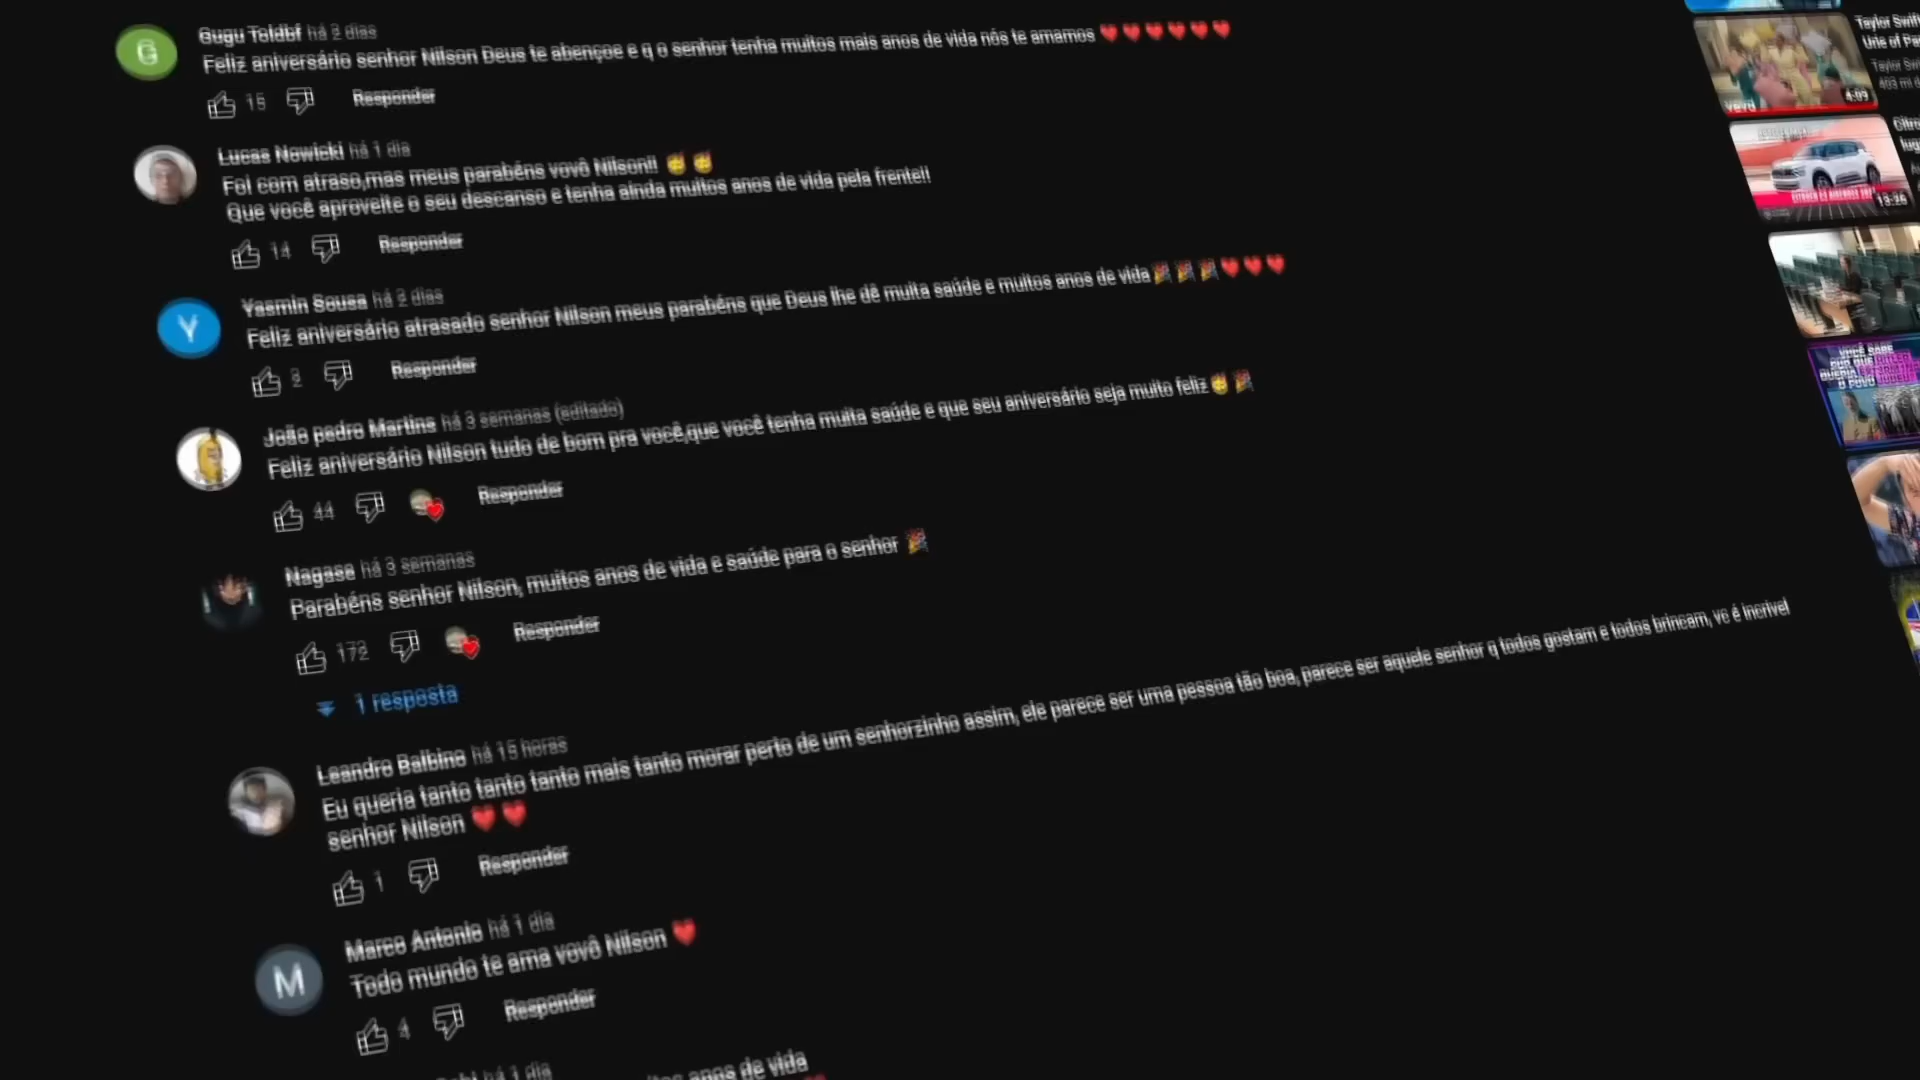 Gugu Toldbf há 2 dias
Feliz aniversário senhor Nilson Deus te abençoe e q o senhor tenha muitos mais anos de vida nós te amamos ❤️❤️❤️❤️❤️❤️
15 Responder
Lucas Nowicki há 1 dia
Foi com atraso,mas meus parabéns vovô Nilson!! 🥳🥳
Que você aproveite o seu descanso e tenha ainda muitos anos de vida pela frente!!
14 Responder
Yasmin Sousa há 2 dias
Feliz aniversário atrasado senhor Nilson meus parabéns que Deus lhe dê muita saúde e muitos anos de vida🎉🎉🎉❤️❤️❤️
2 Responder
João pedro Martins há 3 semanas (editado)
Feliz aniversário Nilson tudo de bom pra você,que você tenha muita saúde e que seu aniversário seja muito feliz🥳🎉
44 Responder
Nagase há 3 semanas
Parabéns senhor Nilson, muitos anos de vida e saúde para o senhor 🎉
172 Responder
1 resposta
Leandro Balbino há 15 horas
Eu queria tanto tanto tanto mais tanto morar perto de um senhorzinho assim, ele parece ser uma pessoa tão boa, parece ser aquele senhor q todos gostam e todos brincam, vc é incrivel
senhor Nilson ❤️❤️
1 Responder
Marco Antonio há 1 dia
Todo mundo te ama vovô Nilson ❤️
4 Responder
há 1 dia
anos de vida
Taylor Swift
4:09
13:26
VOCÊ SABE